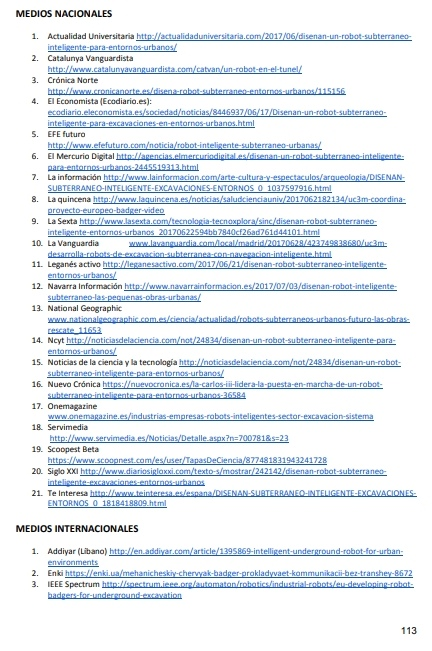 MEDIOS NACIONALES
1. Actualidad Universitaria http://actualidaduniversitaria.com/2017/06/disenan-un-robot-subterraneo-
inteligente-para-entornos-urbanos/
2. Catalunya Vanguardista
http://www.catalunyavanguardista.com/catvan/un-robot-en-el-tunel/
3. Crónica Norte
http://www.cronicanorte.es/disena-robot-subterraneo-entornos-urbanos/115156
4. El Economista (Ecodiario.es):
ecodiario.eleconomista.es/sociedad/noticias/8446937/06/17/Disenan-un-robot-subterraneo-
inteligente-para-excavaciones-en-entornos-urbanos.html
5. EFE futuro
http://www.efefuturo.com/noticia/robot-inteligente-subterraneo-urbanas/
6. El Mercurio Digital http://agencias.elmercuriodigital.es/disenan-un-robot-subterraneo-inteligente-
para-entornos-urbanos-2445519313.html
7. La información http://www.lainformacion.com/arte-cultura-y-espectaculos/arqueologia/DISENAN-
SUBTERRANEO-INTELIGENTE-EXCAVACIONES-ENTORNOS_0_1037597916.html
8. La quincena http://www.laquincena.es/noticias/saludcienciauniv/2017062182134/uc3m-coordina-
proyecto-europeo-badger-video
9. La Sexta http://www.lasexta.com/tecnologia-tecnoxplora/sinc/disenan-robot-subterraneo-
inteligente-entornos-urbanos_20170622594bb7840cf26ad761d44101.html
10. La Vanguardia www.lavanguardia.com/local/madrid/20170628/423749838680/uc3m-
desarrolla-robots-de-excavacion-subterranea-con-navegacion-inteligente.html
11. Leganés activo http://leganesactivo.com/2017/06/21/disenan-robot-subterraneo-inteligente-
entornos-urbanos/
12. Navarra Información http://www.navarrainformacion.es/2017/07/03/disenan-robot-inteligente-
subterraneo-las-pequenas-obras-urbanas/
13. National Geographic
www.nationalgeographic.com.es/ciencia/actualidad/robots-subterraneos-urbanos-futuro-las-obras-
rescate_11653
14. Ncyt http://noticiasdelaciencia.com/not/24834/disenan-un-robot-subterraneo-inteligente-para-
entornos-urbanos/
15. Noticias de la ciencia y la tecnología http://noticiasdelaciencia.com/not/24834/disenan-un-robot-
subterraneo-inteligente-para-entornos-urbanos/
16. Nuevo Crónica https://nuevocronica.es/la-carlos-iii-lidera-la-puesta-en-marcha-de-un-robot-
subterraneo-inteligente-para-entornos-urbanos-36584
17. Onemagazine
www.onemagazine.es/industrias-empresas-robots-inteligentes-sector-excavacion-sistema
18. Servimedia
http://www.servimedia.es/Noticias/Detalle.aspx?n=700781&s=23
19. Scoopest Beta
https://www.scoopnest.com/es/user/TapasDeCiencia/877481831943241728
20. Siglo XXI http://www.diariosigloxxi.com/texto-s/mostrar/242142/disenan-robot-subterraneo-
inteligente-excavaciones-entornos-urbanos
21. Te Interesa http://www.teinteresa.es/espana/DISENAN-SUBTERRANEO-INTELIGENTE-EXCAVACIONES-
ENTORNOS_0_1818418809.html
MEDIOS INTERNACIONALES
1. Addiyar (Líbano) http://en.addiyar.com/article/1395869-intelligent-underground-robot-for-urban-
environments
2. Enki https://enki.ua/mehanicheskiy-chervyak-badger-prokladyvaet-kommunikacii-bez-transhey-8672
3. IEEE Spectrum http://spectrum.ieee.org/automaton/robotics/industrial-robots/eu-developing-robot-
badgers-for-underground-excavation
113